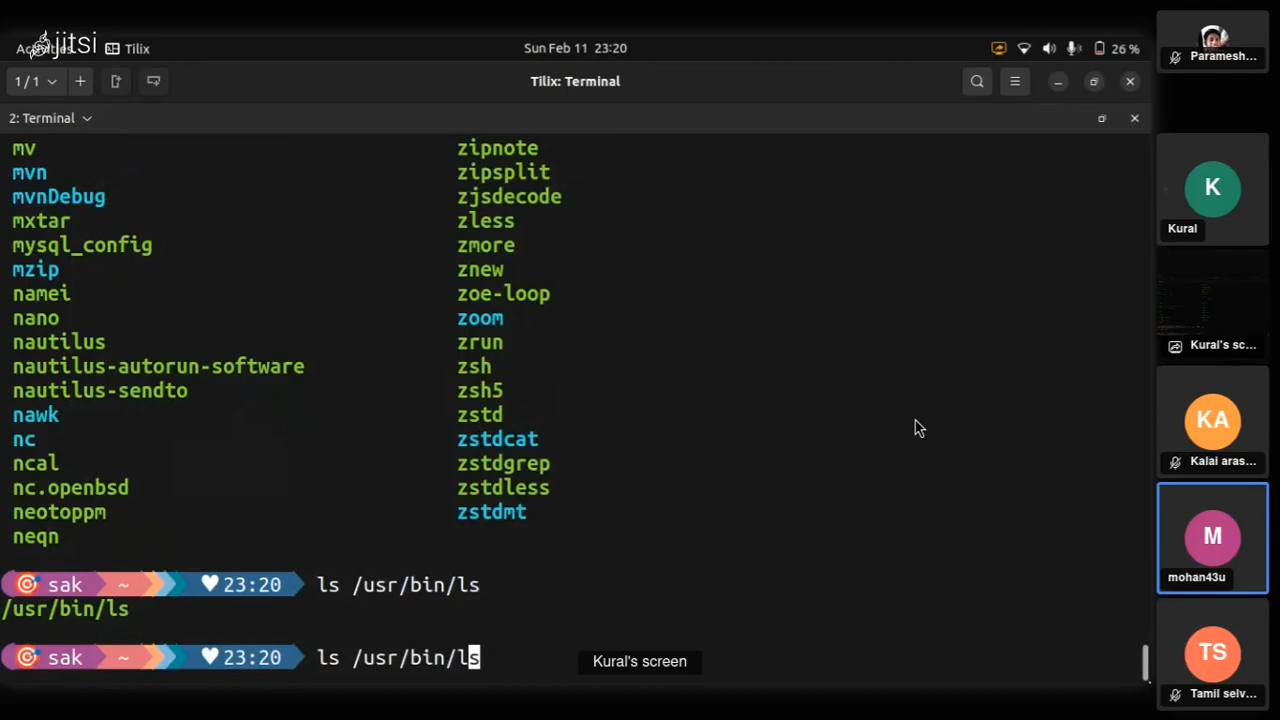 jitsi
Tilix
Sun Feb 11 23:20
26 %
1 / 1
Tilix: Terminal
2: Terminal
mv
mvn
mvnDebug
mxtar
mysql_config
mzip
namei
nano
nautilus
nautilus-autorun-software
nautilus-sendto
nawk
nc
ncal
nc.openbsd
neotoppm
neqn
zipnote
zipsplit
zjsdecode
zless
zmore
znew
zoe-loop
zoom
zrun
zsh
zsh5
zstd
zstdcat
zstdgrep
zstdless
zstdmt
sak ~ ♥23:20 ls /usr/bin/ls
/usr/bin/ls
sak ~ ♥23:20 ls /usr/bin/ls
Kural's screen
Paramesh...
K
Kural
Kural's sc...
KA
Kalai aras...
M
mohan43u
TS
Tamil selv...